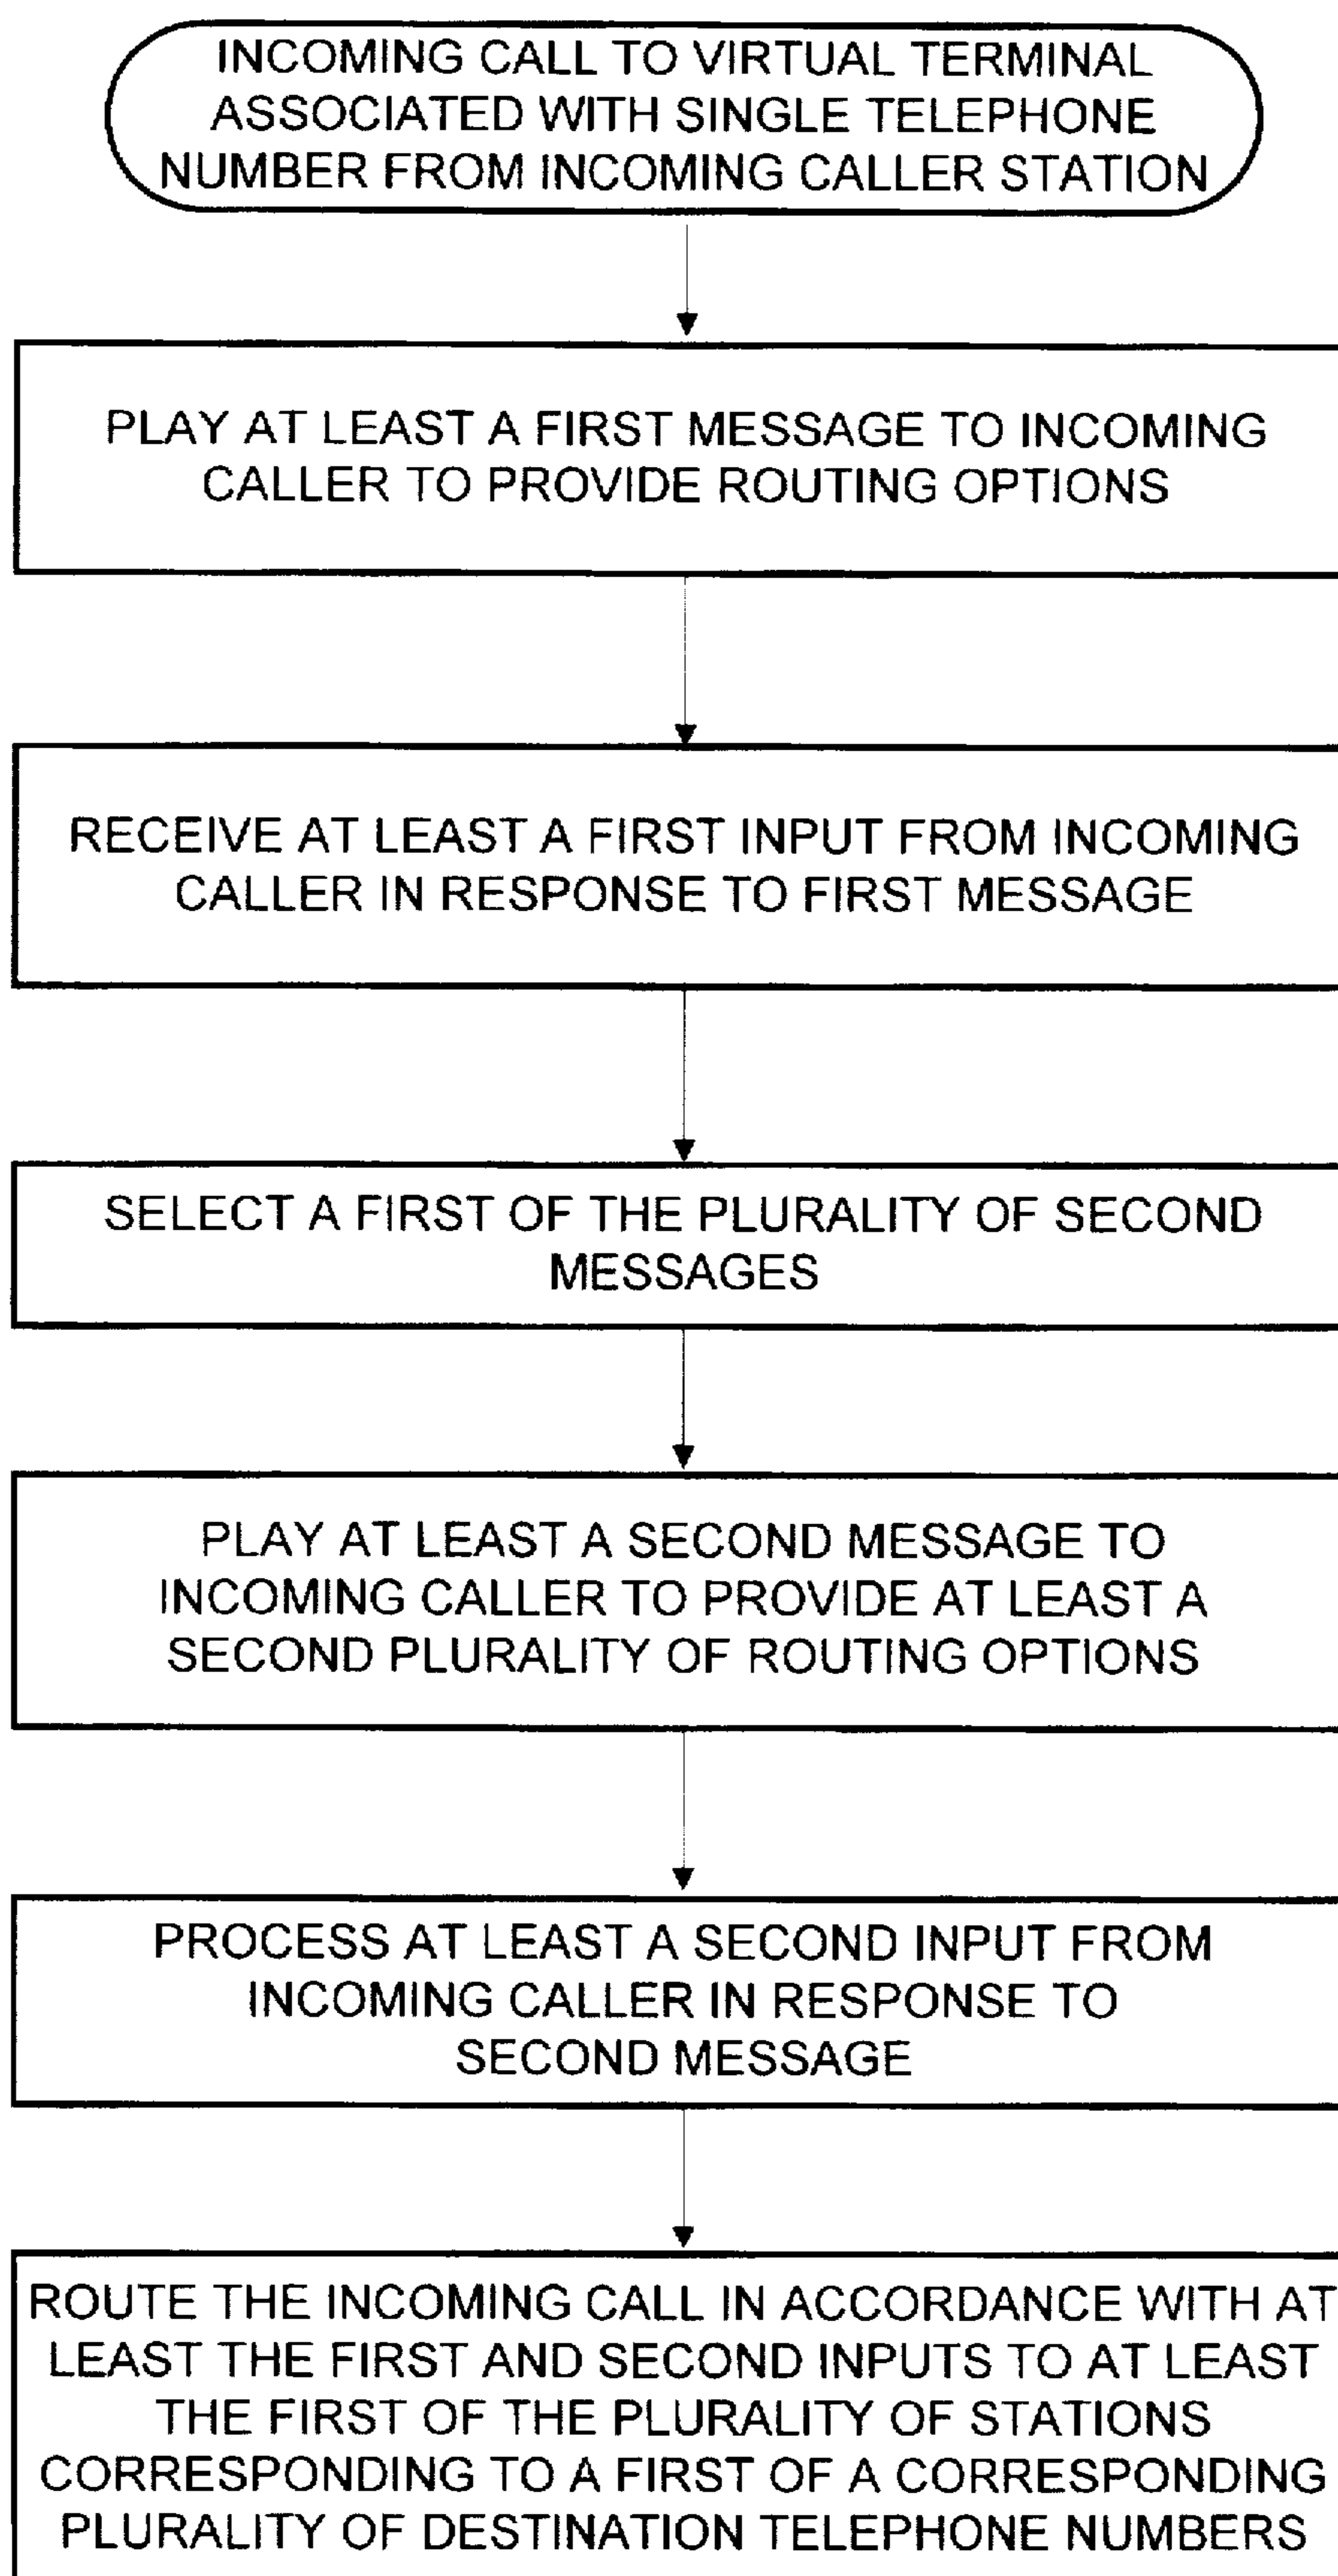 INCOMING CALL TO VIRTUAL TERMINAL
ASSOCIATED WITH SINGLE TELEPHONE
NUMBER FROM INCOMING CALLER STATION
PLAY AT LEAST A FIRST MESSAGE TO INCOMING
CALLER TO PROVIDE ROUTING OPTIONS
RECEIVE AT LEAST A FIRST INPUT FROM INCOMING
CALLER IN RESPONSE TO FIRST MESSAGE
SELECT A FIRST OF THE PLURALITY OF SECOND
MESSAGES
PLAY AT LEAST A SECOND MESSAGE TO
INCOMING CALLER TO PROVIDE AT LEAST A
SECOND PLURALITY OF ROUTING OPTIONS
PROCESS AT LEAST A SECOND INPUT FROM
INCOMING CALLER IN RESPONSE TO
SECOND MESSAGE
ROUTE THE INCOMING CALL IN ACCORDANCE WITH AT
LEAST THE FIRST AND SECOND INPUTS TO AT LEAST
THE FIRST OF THE PLURALITY OF STATIONS
CORRESPONDING TO A FIRST OF A CORRESPONDING
PLURALITY OF DESTINATION TELEPHONE NUMBERS